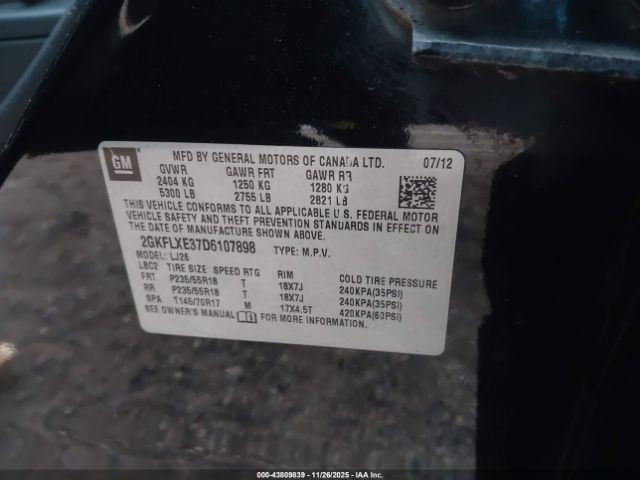 GM
MFD BY GENERAL MOTORS OF CANADA LTD. 07/12
GVWR GAWR FRT GAWR RR
2404 KG 1250 KG 1280 KG
5300 LB 2755 LB 2821 LB
THIS VEHICLE CONFORMS TO ALL APPLICABLE U.S. FEDERAL MOTOR
VEHICLE SAFETY AND THEFT PREVENTION STANDARDS IN EFFECT ON
THE DATE OF MANUFACTURE SHOWN ABOVE.
2GKFLXE37D6107898 TYPE: M.P.V.
MODEL: LJ26
LBC2 TIRE SIZE SPEED RTG RIM COLD TIRE PRESSURE
FRT P235/55R18 T 18X7J 240KPA(35PSI)
RR P235/55R18 T 18X7J 240KPA(35PSI)
SPA T145/70R17 M 17X4.5T 420KPA(60PSI)
SEE OWNER'S MANUAL FOR MORE INFORMATION.
000-43809839 | 11/26/2025 - IAAI.COM